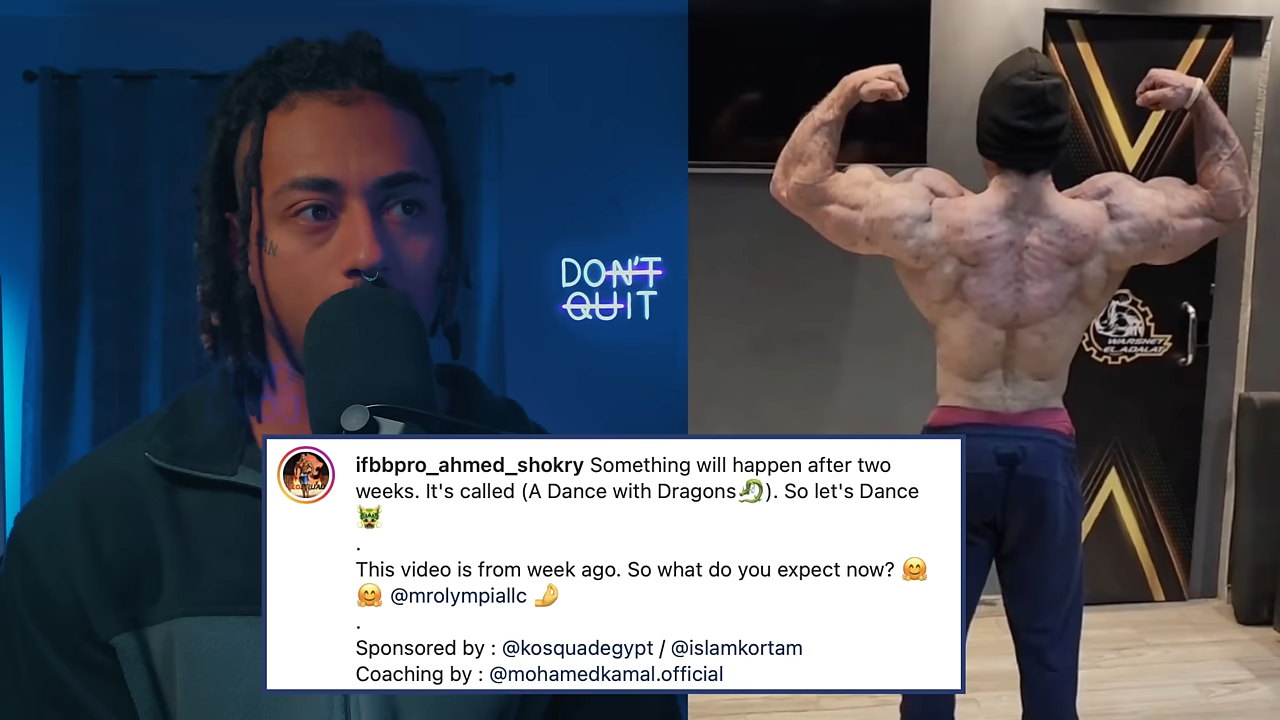 DON'T
QUIT
WARSHET
ELADALAT
ifbbpro_ahmed_shokry Something will happen after two
weeks. It's called (A Dance with Dragons🐉). So let's Dance
🐲
.
This video is from week ago. So what do you expect now? 🤗
🤗 @mrolympiallc 🤌
.
Sponsored by : @kosquadegypt / @islamkortam
Coaching by : @mohamedkamal.official